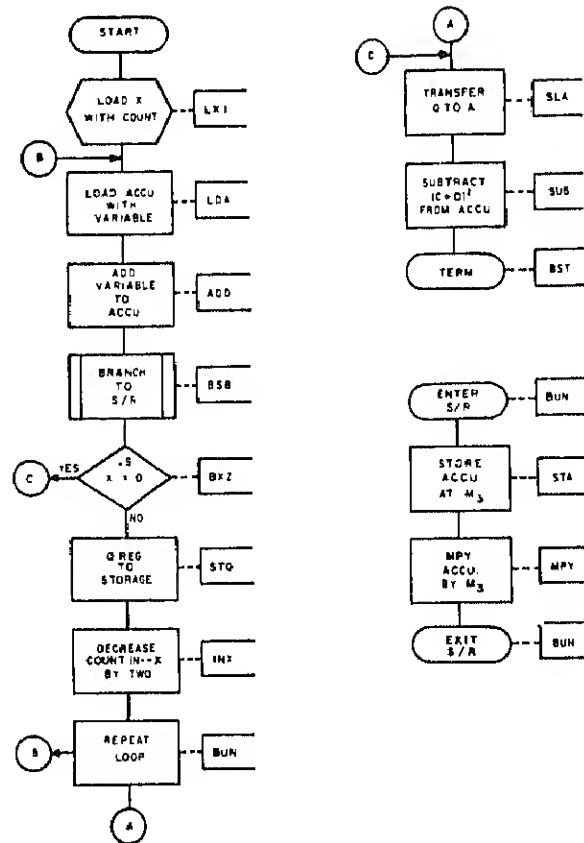 START
LOAD X
WITH COUNT
LXI
B
LOAD ACCU
WITH
VARIABLE
LDA
ADD
VARIABLE
TO
ACCU
ADD
BRANCH
TO
S/R
BSB
C
YES
IS
X = 0
BXZ
NO
Q REG
TO
STORAGE
STQ
DECREASE
COUNT IN--X
BY TWO
INX
B
REPEAT
LOOP
BUN
A
A
C
TRANSFER
Q TO A
SLA
SUBTRACT
(C+D)²
FROM ACCU
SUB
TERM
BST
ENTER
S/R
BUN
STORE
ACCU
AT M₃
STA
MPY
ACCU.
BY M₃
MPY
EXIT
S/R
BUN